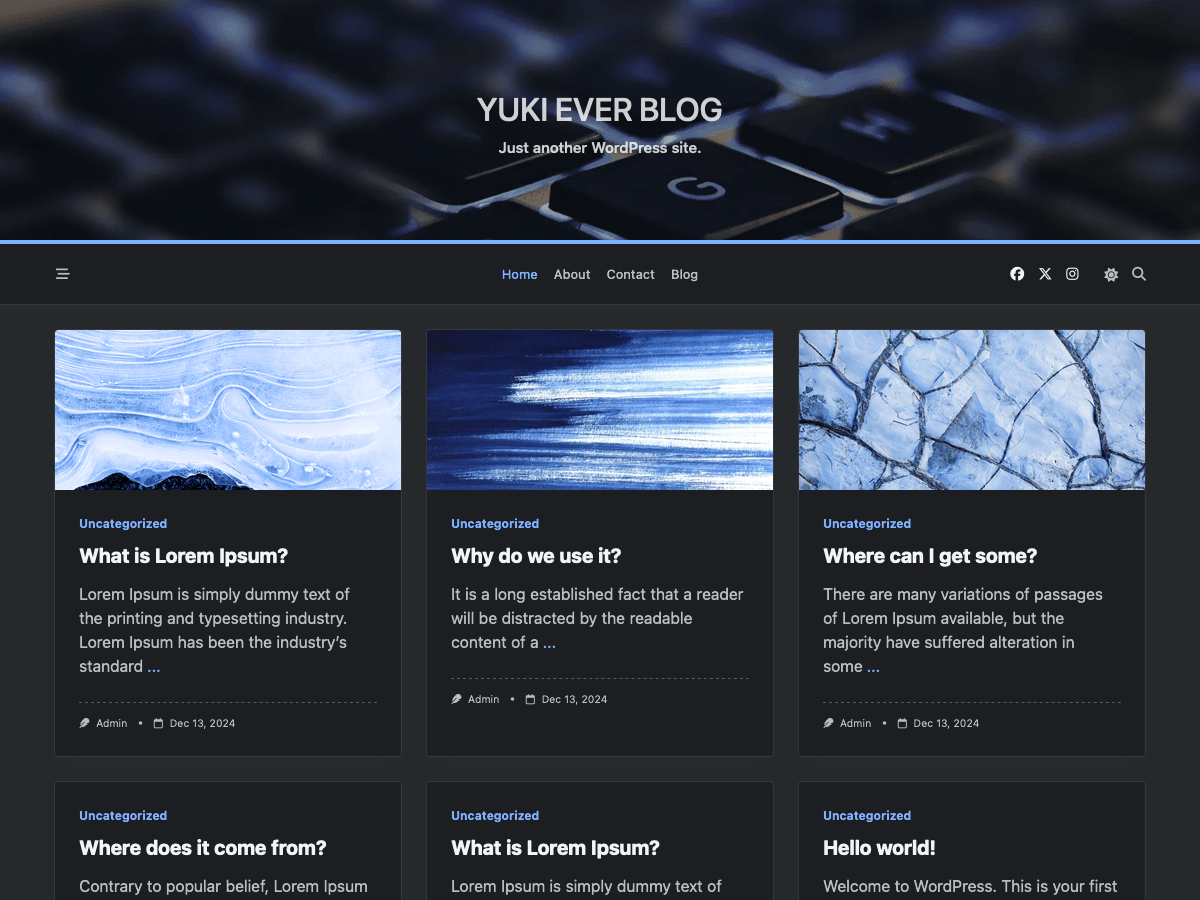 YUKI EVER BLOG
Just another WordPress site.
G
Home About Contact Blog
Uncategorized
What is Lorem Ipsum?
Lorem Ipsum is simply dummy text of
the printing and typesetting industry.
Lorem Ipsum has been the industry’s
standard ...
Admin • Dec 13, 2024
Uncategorized
Why do we use it?
It is a long established fact that a reader
will be distracted by the readable
content of a ...
Admin • Dec 13, 2024
Uncategorized
Where can I get some?
There are many variations of passages
of Lorem Ipsum available, but the
majority have suffered alteration in
some ...
Admin • Dec 13, 2024
Uncategorized
Where does it come from?
Contrary to popular belief, Lorem Ipsum
Uncategorized
What is Lorem Ipsum?
Lorem Ipsum is simply dummy text of
Uncategorized
Hello world!
Welcome to WordPress. This is your first